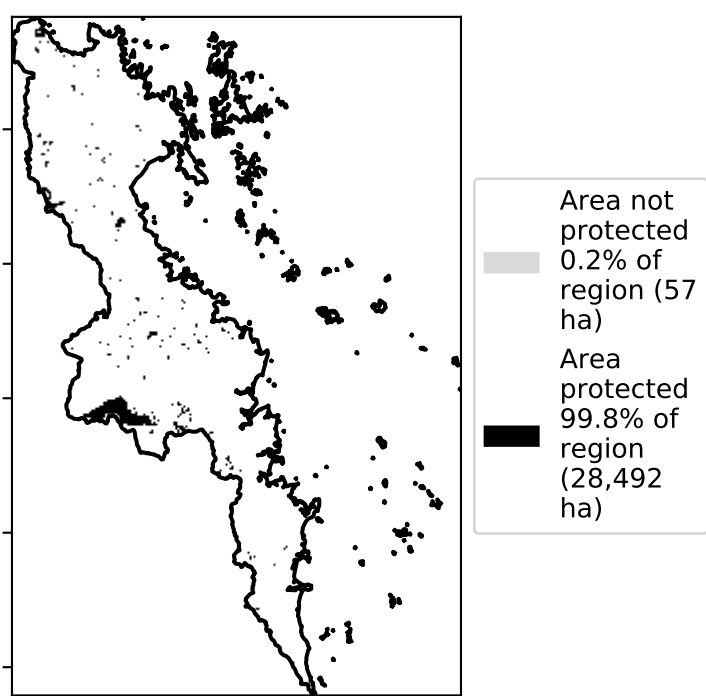 Area not
protected
0.2% of
region (57
ha)
Area
protected
99.8% of
region
(28,492
ha)